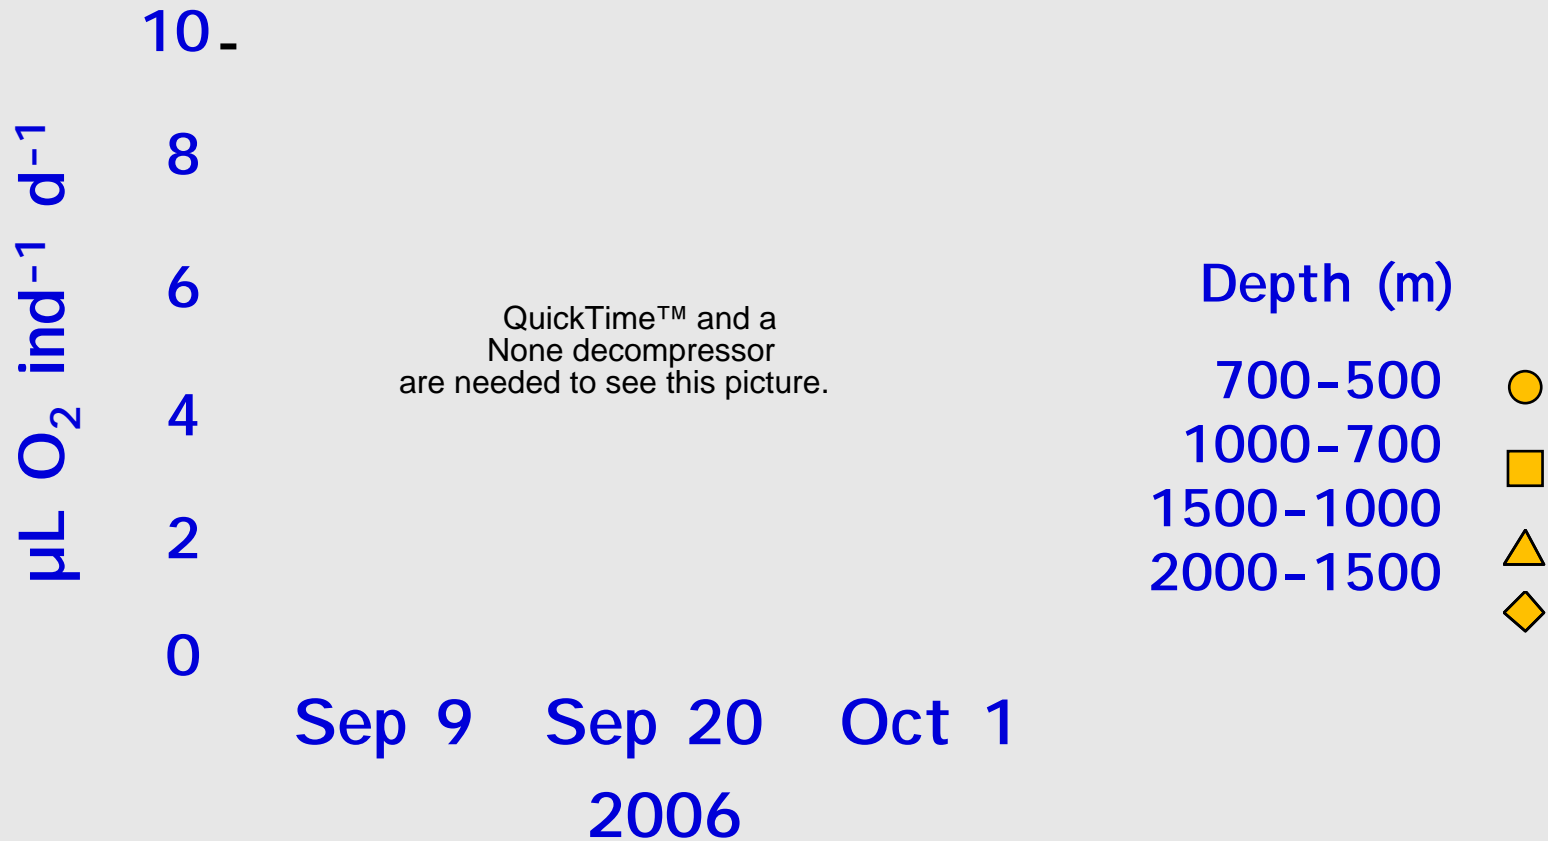 10
8
6
4
2
0
µL O₂ ind⁻¹ d⁻¹
QuickTime™ and a
None decompressor
are needed to see this picture.
Depth (m)
700-500
1000-700
1500-1000
2000-1500
Sep 9 Sep 20 Oct 1
2006